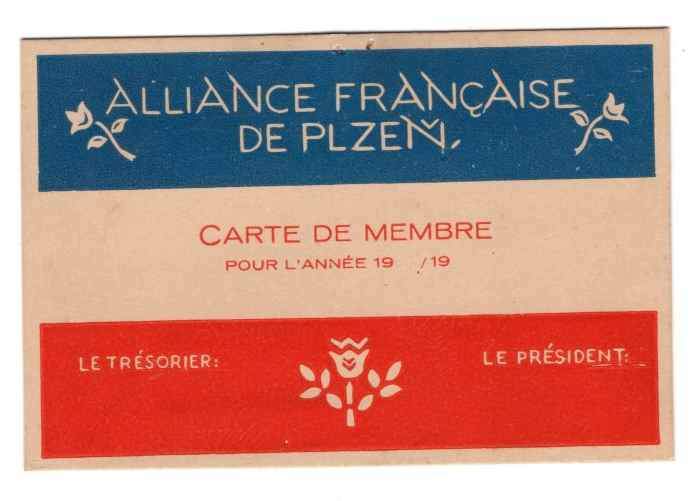 ALLIANCE FRANÇAISE
DE PLZEŇ,
CARTE DE MEMBRE
POUR L'ANNÉE 19 /19
LE TRÉSORIER: LE PRÉSIDENT: